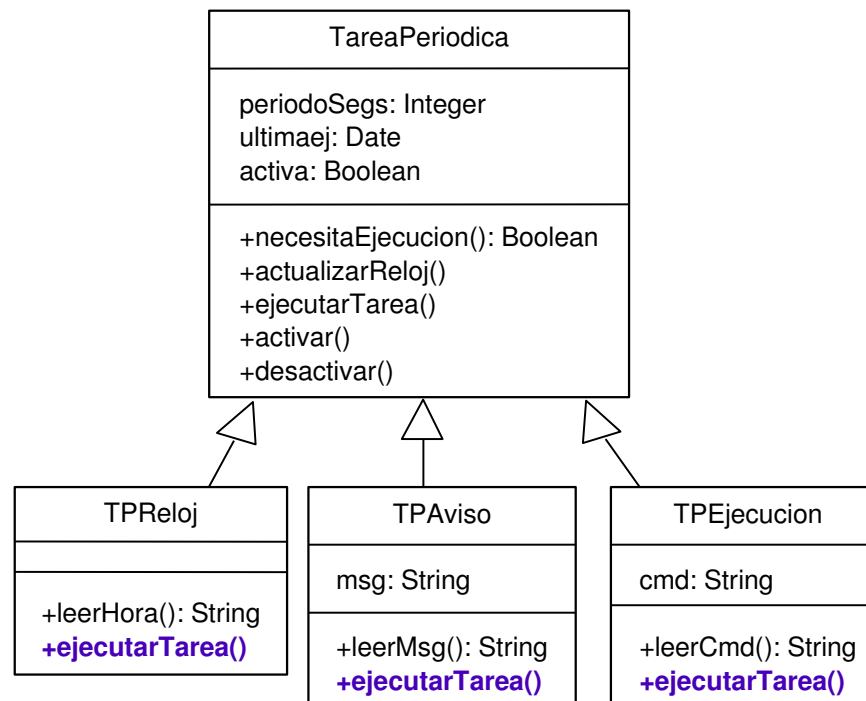 TareaPeriodica
periodoSegs: Integer
ultimaej: Date
activa: Boolean
+necesitaEjecucion(): Boolean
+actualizarReloj()
+ejecutarTarea()
+activar()
+desactivar()
TPReloj
+leerHora(): String
+ejecutarTarea()
TPAviso
msg: String
+leerMsg(): String
+ejecutarTarea()
TPEjecucion
cmd: String
+leerCmd(): String
+ejecutarTarea()